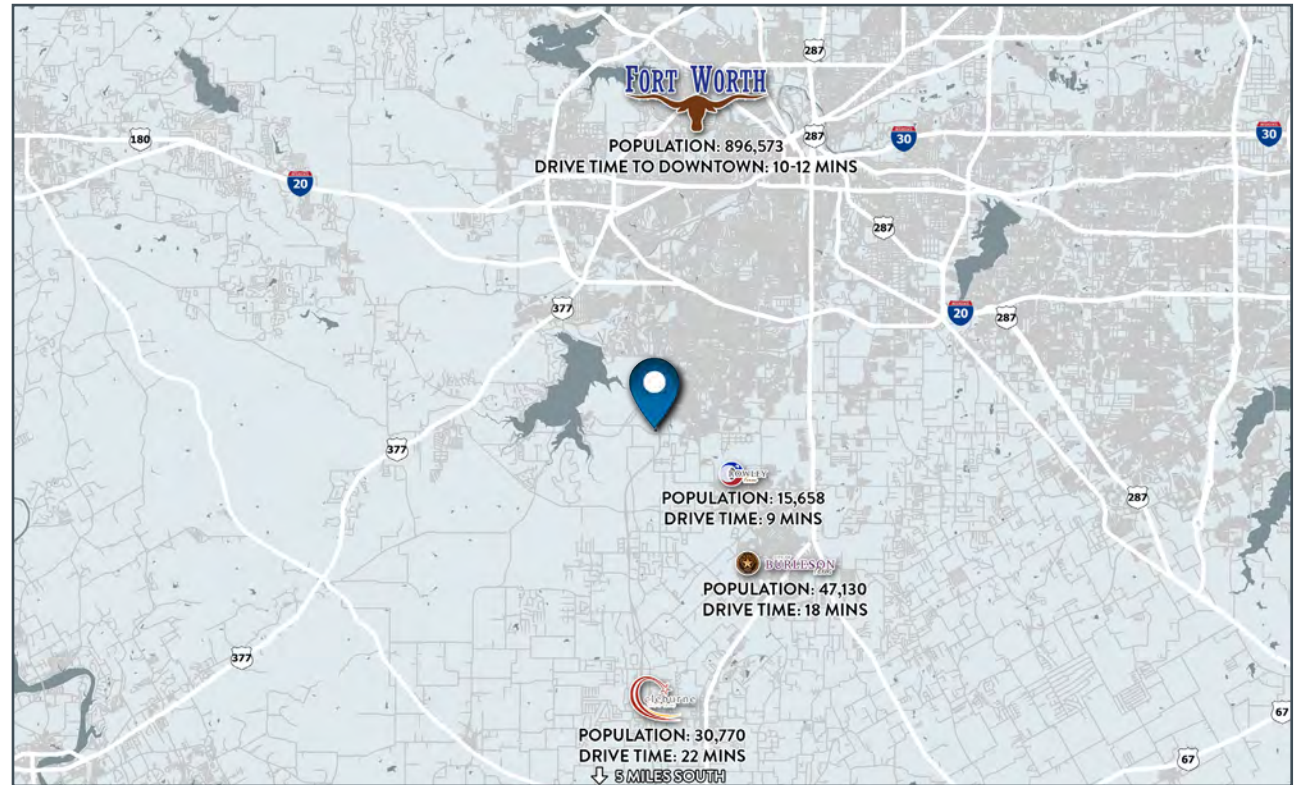 287
FORT WORTH
POPULATION: 896,573
DRIVE TIME TO DOWNTOWN: 10-12 MINS
287
30
30
180
20
287
377
20
287
377
CROWLEY
POPULATION: 15,658
DRIVE TIME: 9 MINS
287
BURLESON
POPULATION: 47,130
DRIVE TIME: 18 MINS
377
Cleburne
67
POPULATION: 30,770
DRIVE TIME: 22 MINS
67
5 MILES SOUTH